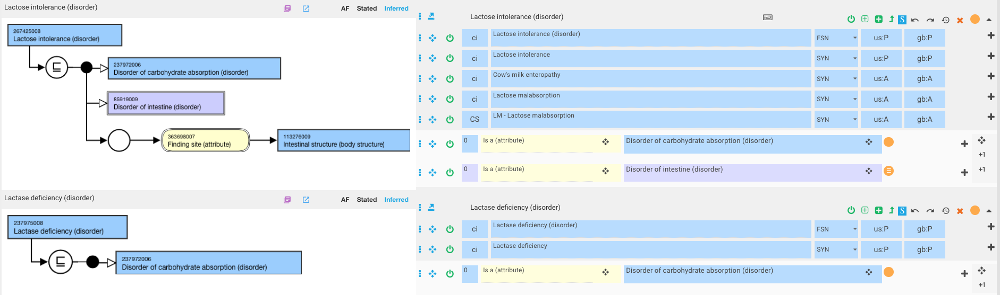 Lactose intolerance (disorder)
AF Stated Inferred
267425008
Lactose intolerance (disorder)
237972006
Disorder of carbohydrate absorption (disorder)
85919009
Disorder of intestine (disorder)
363698007
Finding site (attribute)
113276009
Intestinal structure (body structure)
Lactose intolerance (disorder)
S
ci Lactose intolerance (disorder) FSN us:P gb:P
ci Lactose intolerance SYN us:P gb:P
ci Cow's milk enteropathy SYN us:A gb:A
ci Lactose malabsorption SYN us:A gb:A
CS LM - Lactose malabsorption SYN us:A gb:A
0 Is a (attribute) Disorder of carbohydrate absorption (disorder)
+1
0 Is a (attribute) Disorder of intestine (disorder)
+1
Lactase deficiency (disorder)
AF Stated Inferred
237975008
Lactase deficiency (disorder)
237972006
Disorder of carbohydrate absorption (disorder)
Lactase deficiency (disorder)
S
ci Lactase deficiency (disorder) FSN us:P gb:P
ci Lactase deficiency SYN us:P gb:P
0 Is a (attribute) Disorder of carbohydrate absorption (disorder)
+1